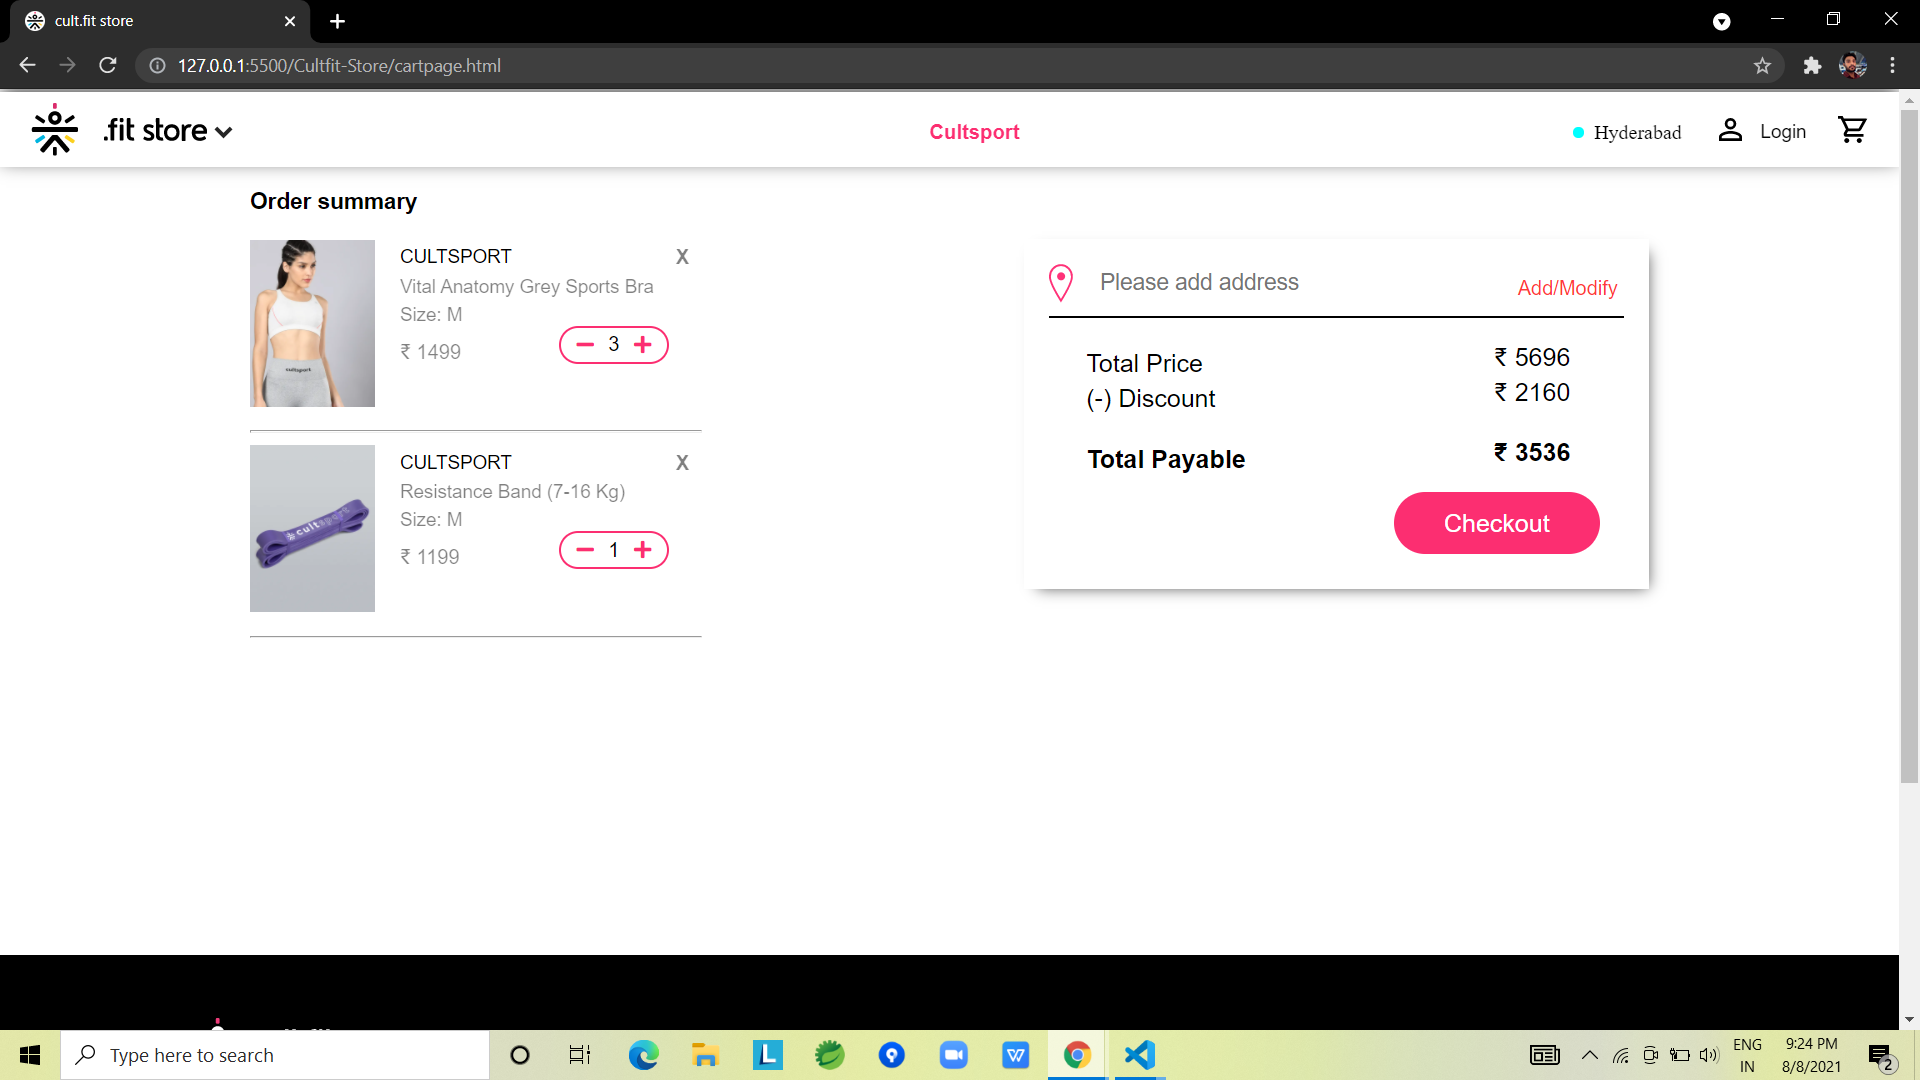 cult.fit store
127.0.0.1:5500/Cultfit-Store/cartpage.html
.fit store
Cultsport
Hyderabad
Login
Order summary
CULTSPORT
X
Vital Anatomy Grey Sports Bra
Size: M
₹ 1499
3
cultsport
CULTSPORT
X
Resistance Band (7-16 Kg)
Size: M
₹ 1199
1
cultsport
Please add address
Add/Modify
Total Price
₹ 5696
(-) Discount
₹ 2160
Total Payable
₹ 3536
Checkout
Type here to search
L
W
ENG
IN
9:24 PM
8/8/2021
2